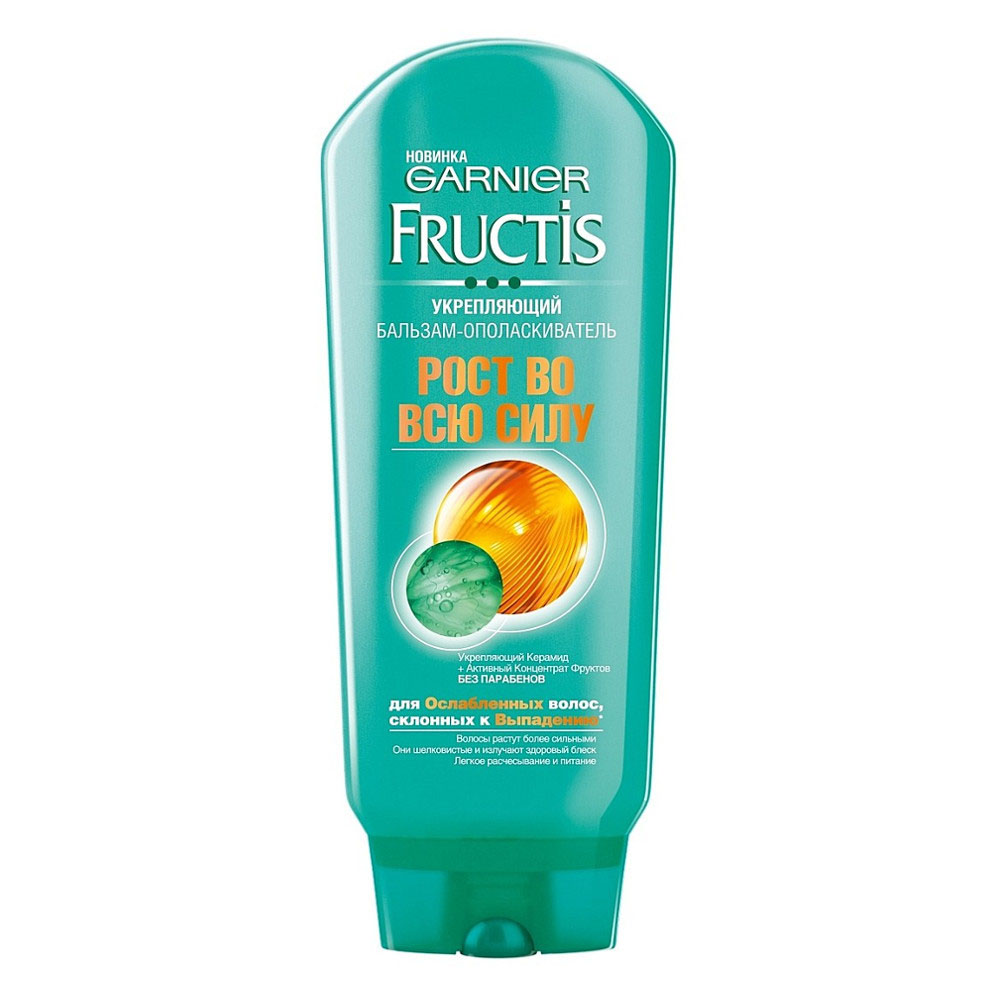 НОВИНКА
GARNIER
FRUCTIS
УКРЕПЛЯЮЩИЙ
БАЛЬЗАМ-ОПОЛАСКИВАТЕЛЬ
РОСТ ВО
ВСЮ СИЛУ
Укрепляющий Керамид
+ Активный Концентрат Фруктов
БЕЗ ПАРАБЕНОВ
для Ослабленных волос,
склонных к Выпадению*
Волосы растут более сильными
Они шелковистые и излучают здоровый блеск
Легкое расчесывание и питание